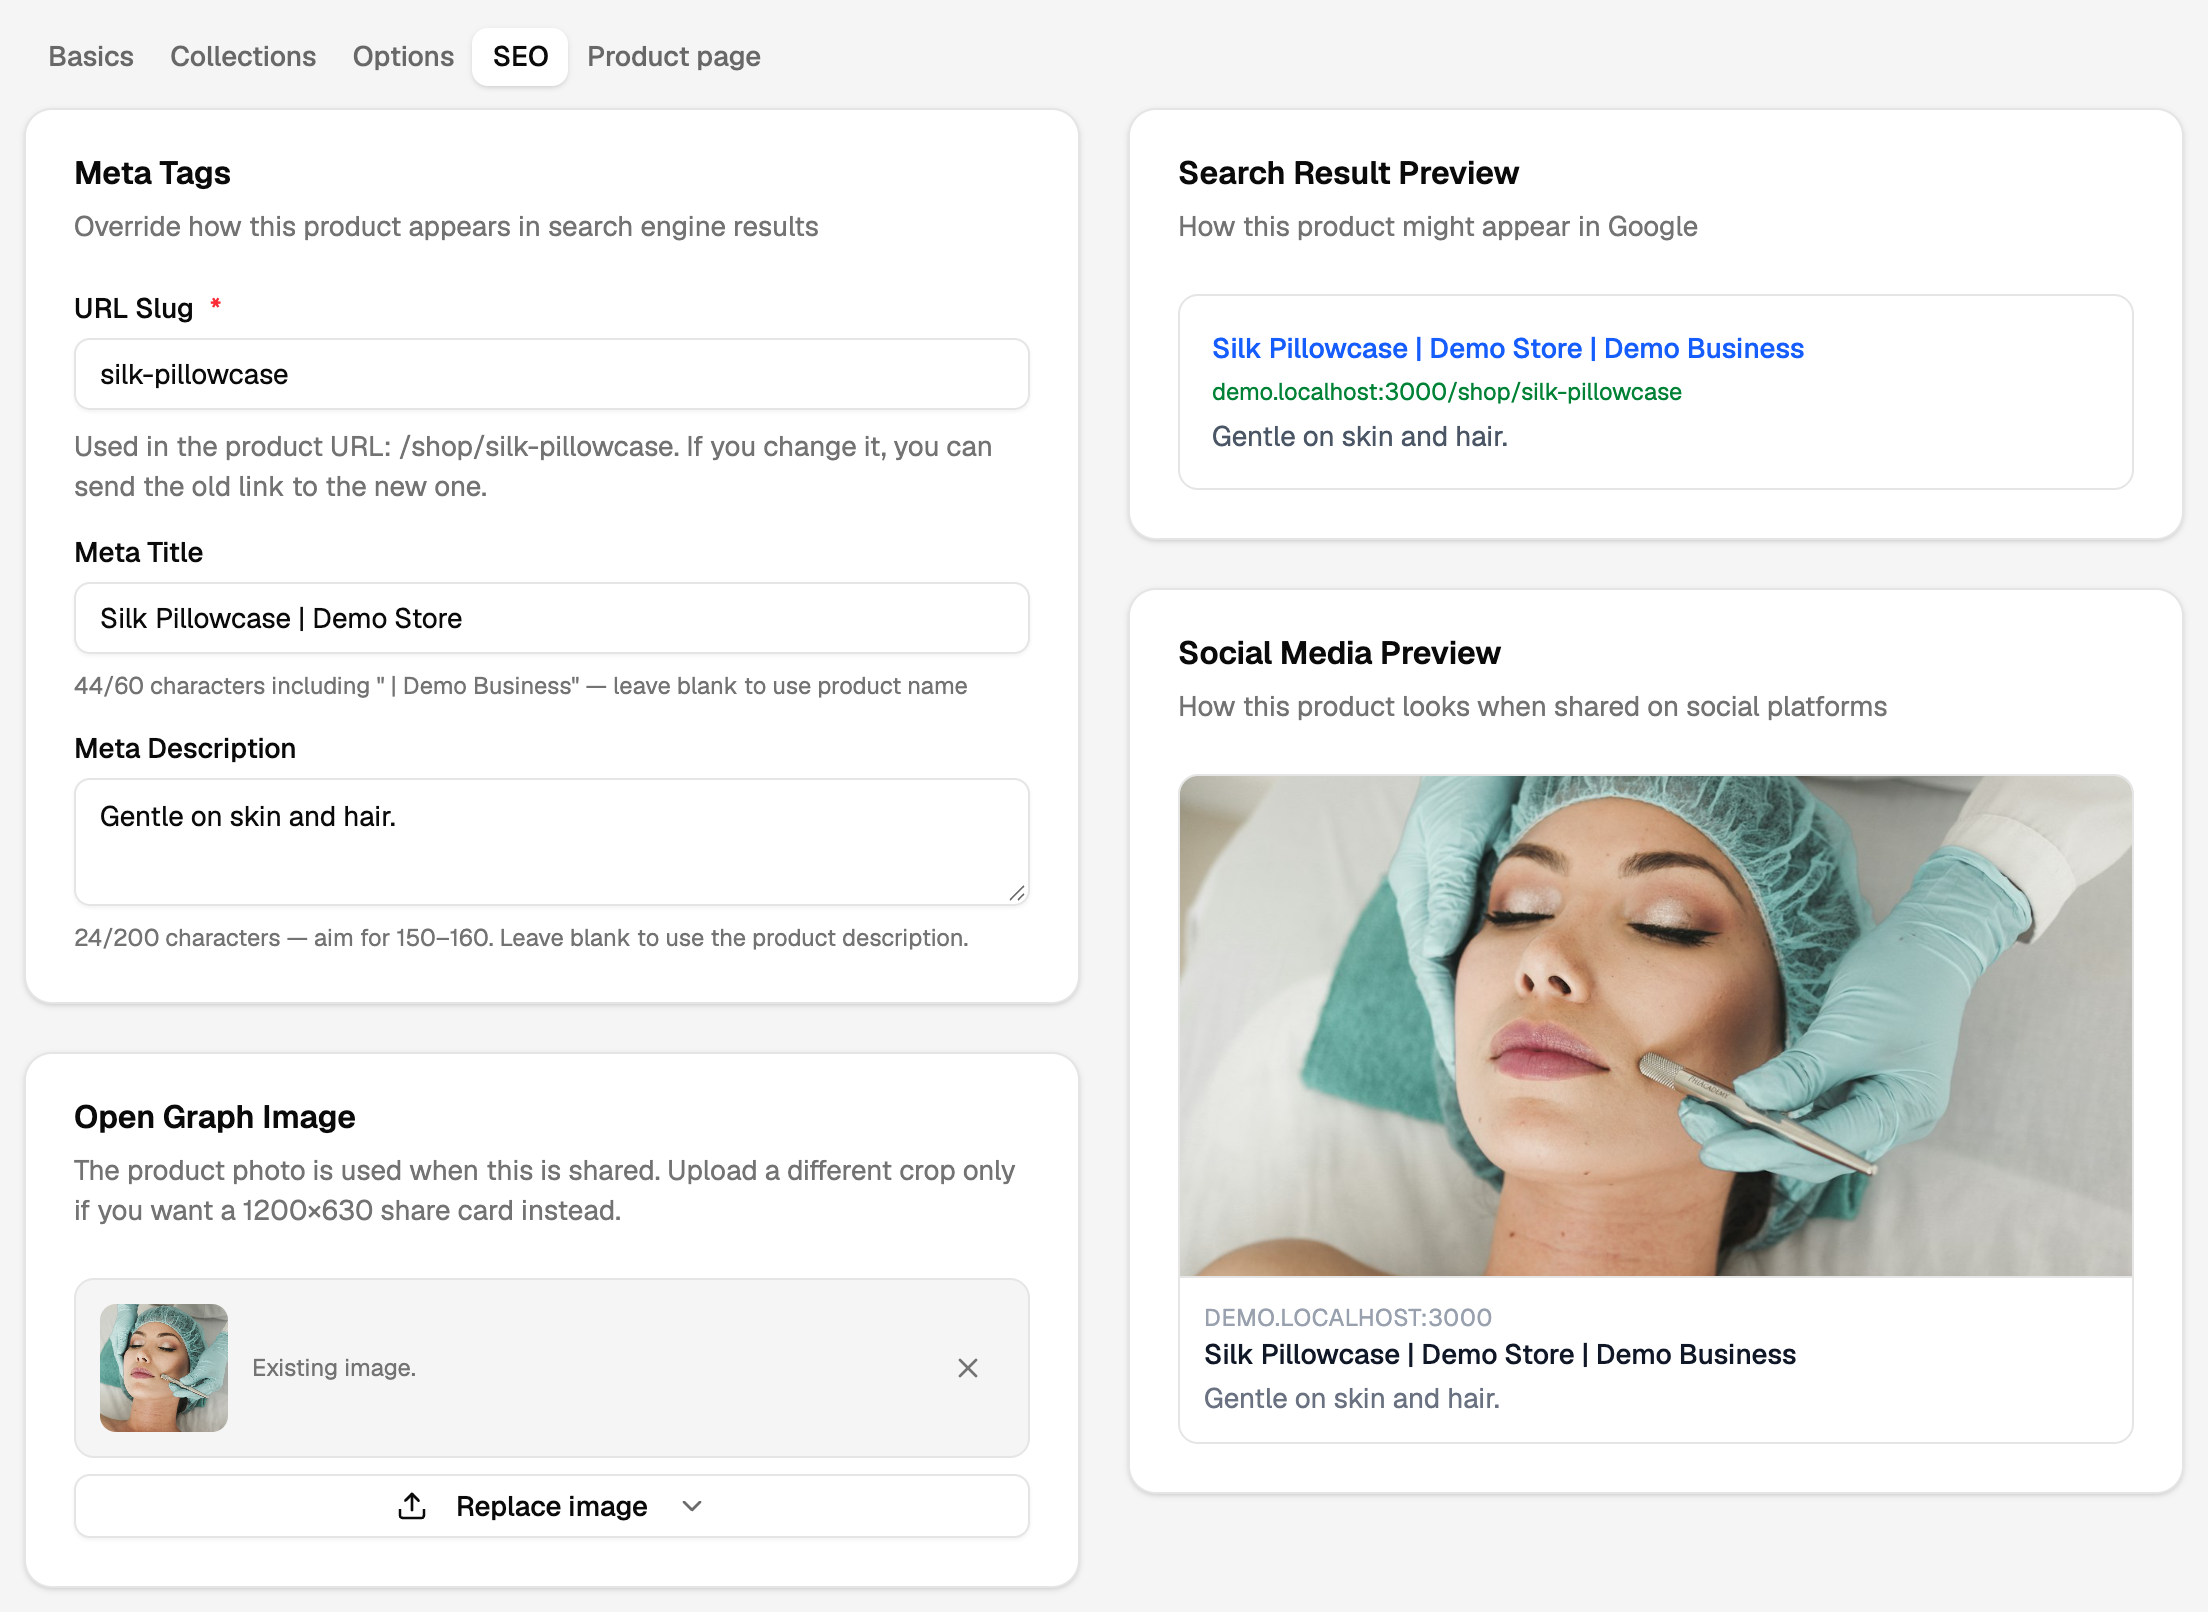 Basics
Collections
Options
SEO
Product page
Meta Tags
Override how this product appears in search engine results
URL Slug *
silk-pillowcase
Used in the product URL: /shop/silk-pillowcase. If you change it, you can
send the old link to the new one.
Meta Title
Silk Pillowcase | Demo Store
44/60 characters including " | Demo Business" — leave blank to use product name
Meta Description
Gentle on skin and hair.
24/200 characters — aim for 150–160. Leave blank to use the product description.
Open Graph Image
The product photo is used when this is shared. Upload a different crop only
if you want a 1200×630 share card instead.
Existing image.
Replace image
Search Result Preview
How this product might appear in Google
Silk Pillowcase | Demo Store | Demo Business
demo.localhost:3000/shop/silk-pillowcase
Gentle on skin and hair.
Social Media Preview
How this product looks when shared on social platforms
PHIACADEMY
DEMO.LOCALHOST:3000
Silk Pillowcase | Demo Store | Demo Business
Gentle on skin and hair.